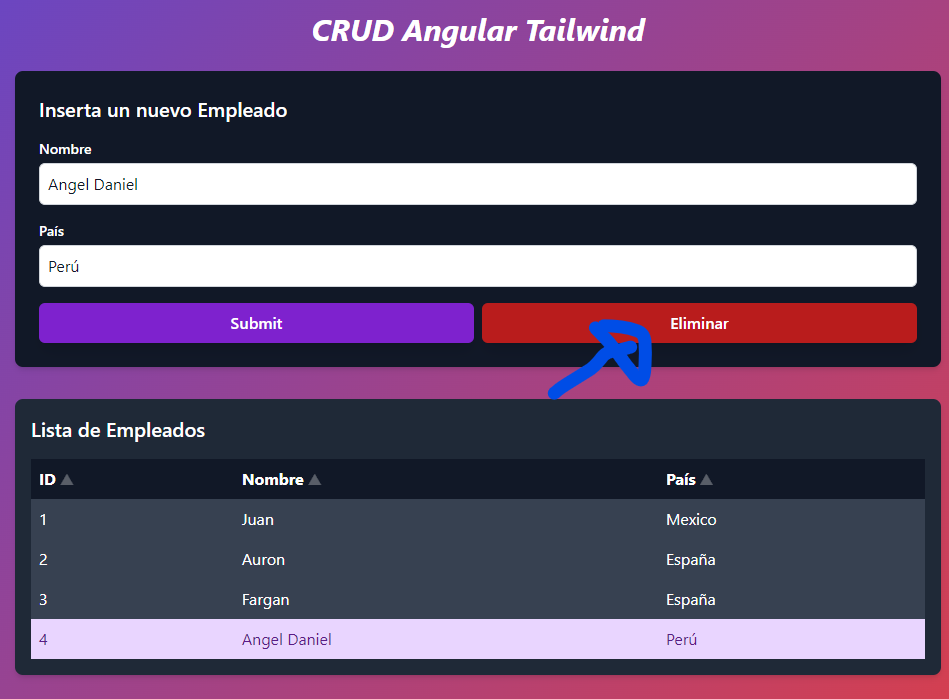 CRUD Angular Tailwind
Inserta un nuevo Empleado
Nombre
Angel Daniel
País
Perú
Submit Eliminar
Lista de Empleados
ID Nombre País
1 Juan Mexico
2 Auron España
3 Fargan España
4 Angel Daniel Perú